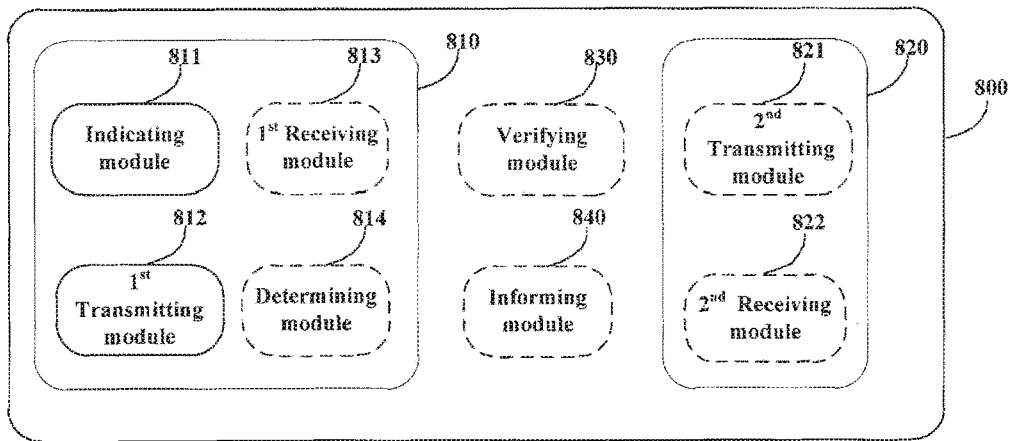 811
813
810
830
821
820
800
Indicating
module
1st Receiving
module
Verifying
module
2nd
Transmitting
module
812
814
840
822
1st
Transmitting
module
Determining
module
Informing
module
2nd Receiving
module